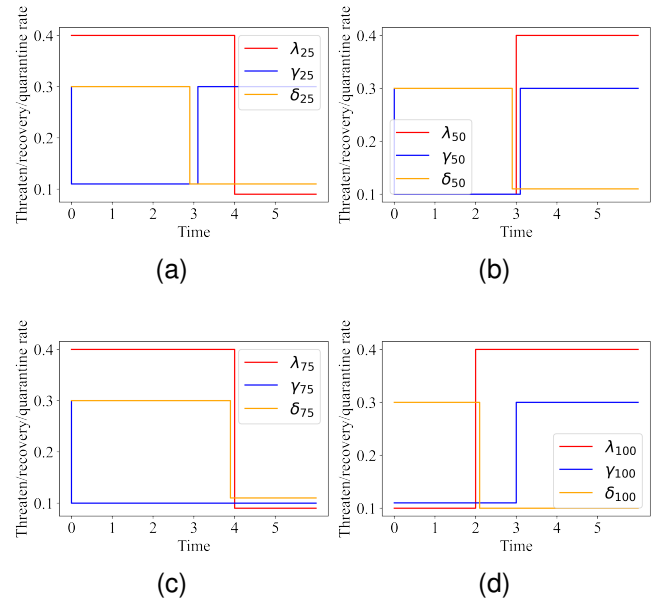 Threaten/recovery/quarantine rate
0.4
0.3
0.2
0.1
λ25
γ25
δ25
0 1 2 3 4 5
Time
(a)
Threaten/recovery/quarantine rate
0.4
0.3
0.2
0.1
λ50
γ50
δ50
0 1 2 3 4 5
Time
(b)
Threaten/recovery/quarantine rate
0.4
0.3
0.2
0.1
λ75
γ75
δ75
0 1 2 3 4 5
Time
(c)
Threaten/recovery/quarantine rate
0.4
0.3
0.2
0.1
λ100
γ100
δ100
0 1 2 3 4 5
Time
(d)